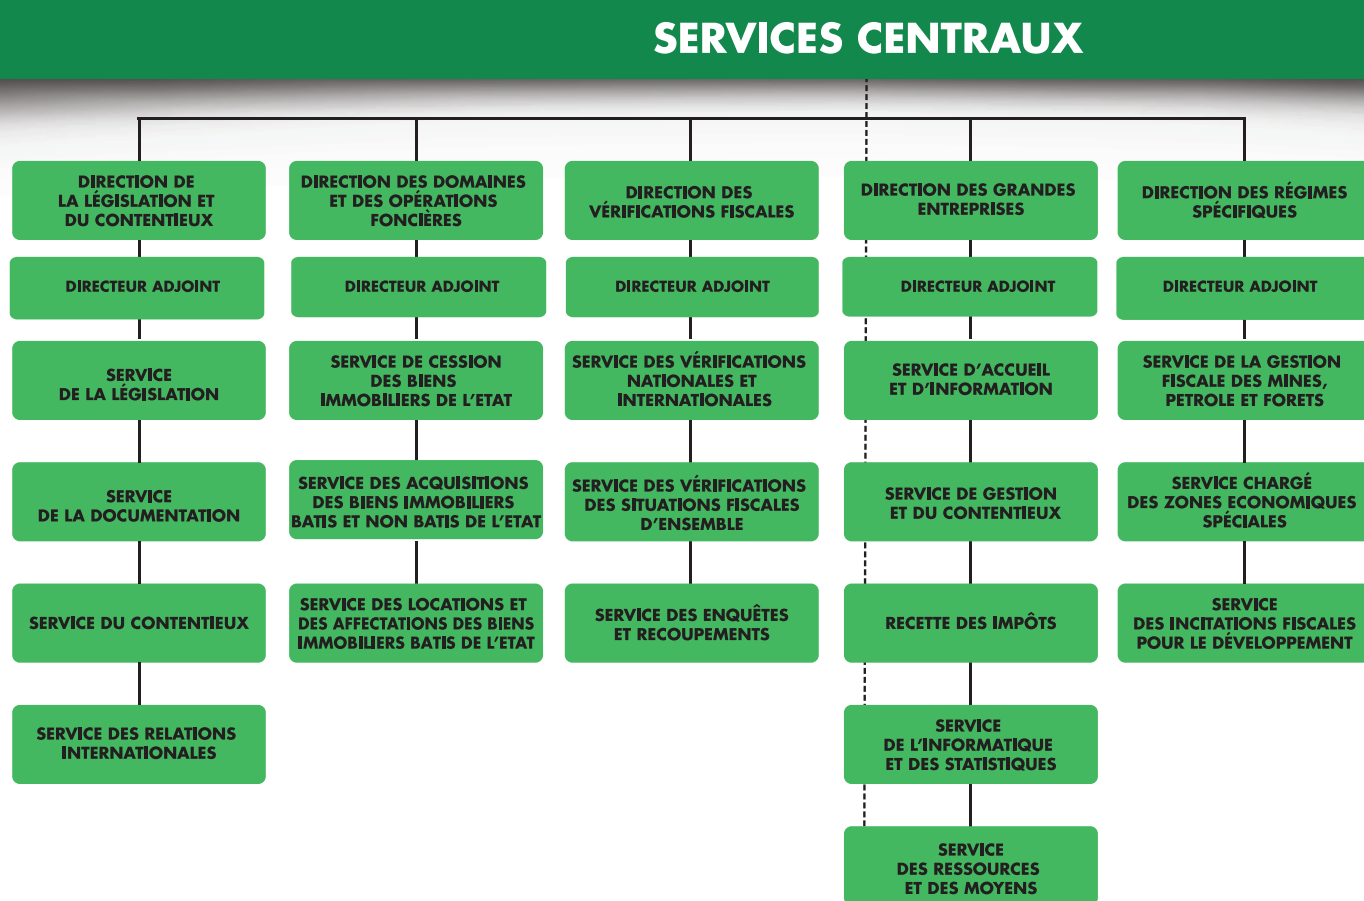 SERVICES CENTRAUX
DIRECTION DE
LA LÉGISLATION ET
DU CONTENTIEUX
DIRECTEUR ADJOINT
SERVICE
DE LA LÉGISLATION
SERVICE
DE LA DOCUMENTATION
SERVICE DU CONTENTIEUX
SERVICE DES RELATIONS
INTERNATIONALES
DIRECTION DES DOMAINES
ET DES OPÉRATIONS
FONCIÈRES
DIRECTEUR ADJOINT
SERVICE DE CESSION
DES BIENS
IMMOBILIERS DE L'ETAT
SERVICE DES ACQUISITIONS
DES BIENS IMMOBILIERS
BATIS ET NON BATIS DE L'ETAT
SERVICE DES LOCATIONS ET
DES AFFECTATIONS DES BIENS
IMMOBILIERS BATIS DE L'ETAT
DIRECTION DES
VÉRIFICATIONS FISCALES
DIRECTEUR ADJOINT
SERVICE DES VÉRIFICATIONS
NATIONALES ET
INTERNATIONALES
SERVICE DES VÉRIFICATIONS
DES SITUATIONS FISCALES
D'ENSEMBLE
SERVICE DES ENQUÊTES
ET RECOUPEMENTS
DIRECTION DES GRANDES
ENTREPRISES
DIRECTEUR ADJOINT
SERVICE D'ACCUEIL
ET D'INFORMATION
SERVICE DE GESTION
ET DU CONTENTIEUX
RECETTE DES IMPÔTS
SERVICE
DE L'INFORMATIQUE
ET DES STATISTIQUES
SERVICE
DES RESSOURCES
ET DES MOYENS
DIRECTION DES RÉGIMES
SPÉCIFIQUES
DIRECTEUR ADJOINT
SERVICE DE LA GESTION
FISCALE DES MINES,
PETROLE ET FORETS
SERVICE CHARGÉ
DES ZONES ECONOMIQUES
SPÉCIALES
SERVICE
DES INCITATIONS FISCALES
POUR LE DÉVELOPPEMENT